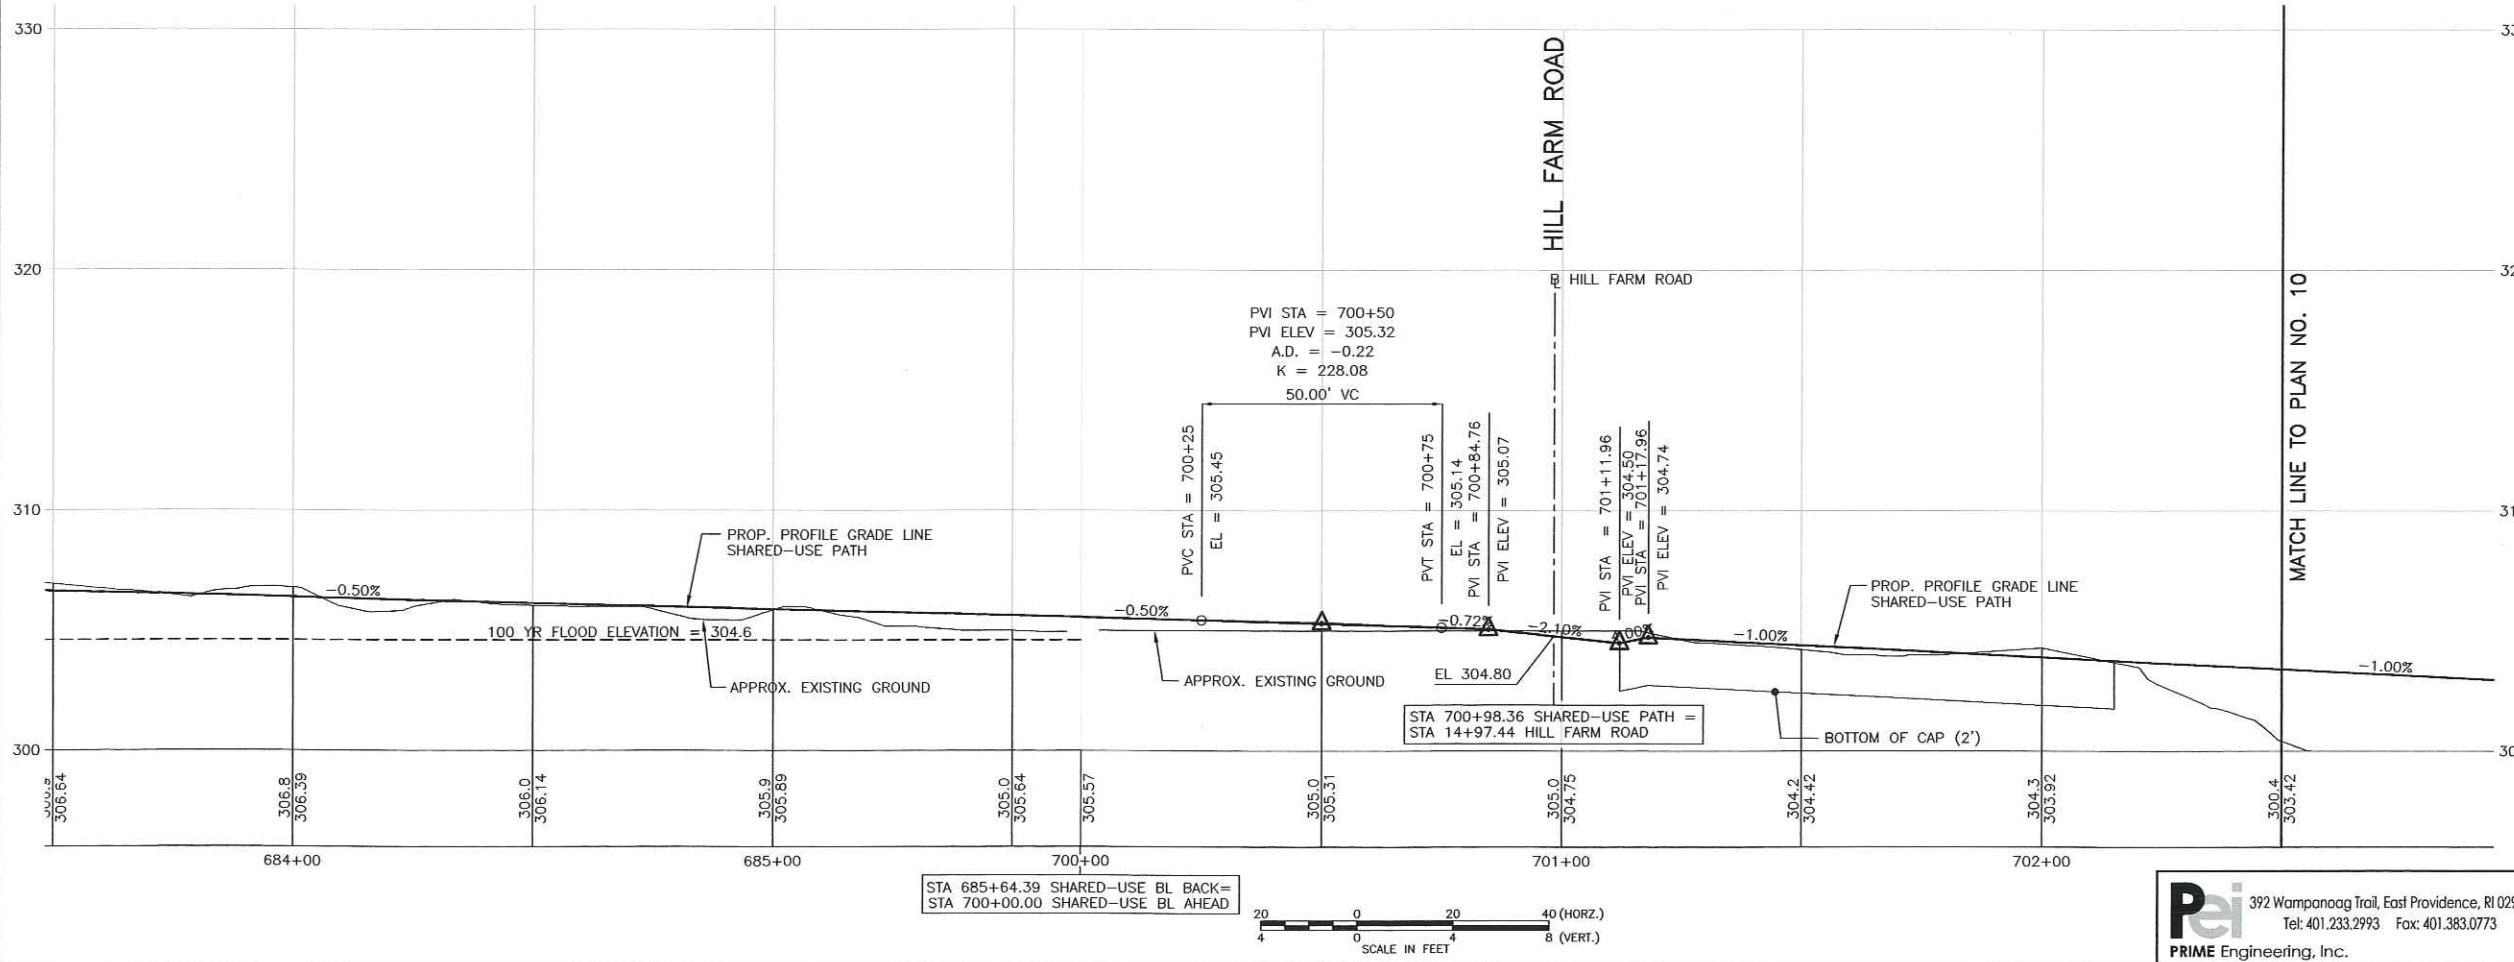 330
320
310
300
33
32
31
30
HILL FARM ROAD
HILL FARM ROAD
MATCH LINE TO PLAN NO. 10
PVI STA = 700+50
PVI ELEV = 305.32
A.D. = -0.22
K = 228.08
50.00' VC
PVC STA = 700+25
EL = 305.45
PVT STA = 700+75
EL = 305.14
PVI STA = 700+84.76
PVI ELEV = 305.07
PVI STA = 701+11.96
PVI ELEV = 304.50
PVI STA = 701+17.96
PVI ELEV = 304.74
PROP. PROFILE GRADE LINE
SHARED-USE PATH
-0.50%
100 YR FLOOD ELEVATION = 304.6
APPROX. EXISTING GROUND
-0.50%
-0.72%
-2.10%
-1.00%
-1.00%
PROP. PROFILE GRADE LINE
SHARED-USE PATH
APPROX. EXISTING GROUND
EL 304.80
STA 700+98.36 SHARED-USE PATH =
STA 14+97.44 HILL FARM ROAD
BOTTOM OF CAP (2')
306.64
306.8
306.39
306.0
306.14
305.9
305.89
305.0
305.64
305.57
305.0
305.31
305.0
304.75
304.2
304.42
304.3
303.92
300.4
303.42
684+00
685+00
700+00
701+00
702+00
STA 685+64.39 SHARED-USE BL BACK=
STA 700+00.00 SHARED-USE BL AHEAD
20 0 20 40 (HORZ.)
4 0 4 8 (VERT.)
SCALE IN FEET
Pei
392 Wampanoag Trail, East Providence, RI 029
Tel: 401.233.2993 Fax: 401.383.0773
PRIME Engineering, Inc.